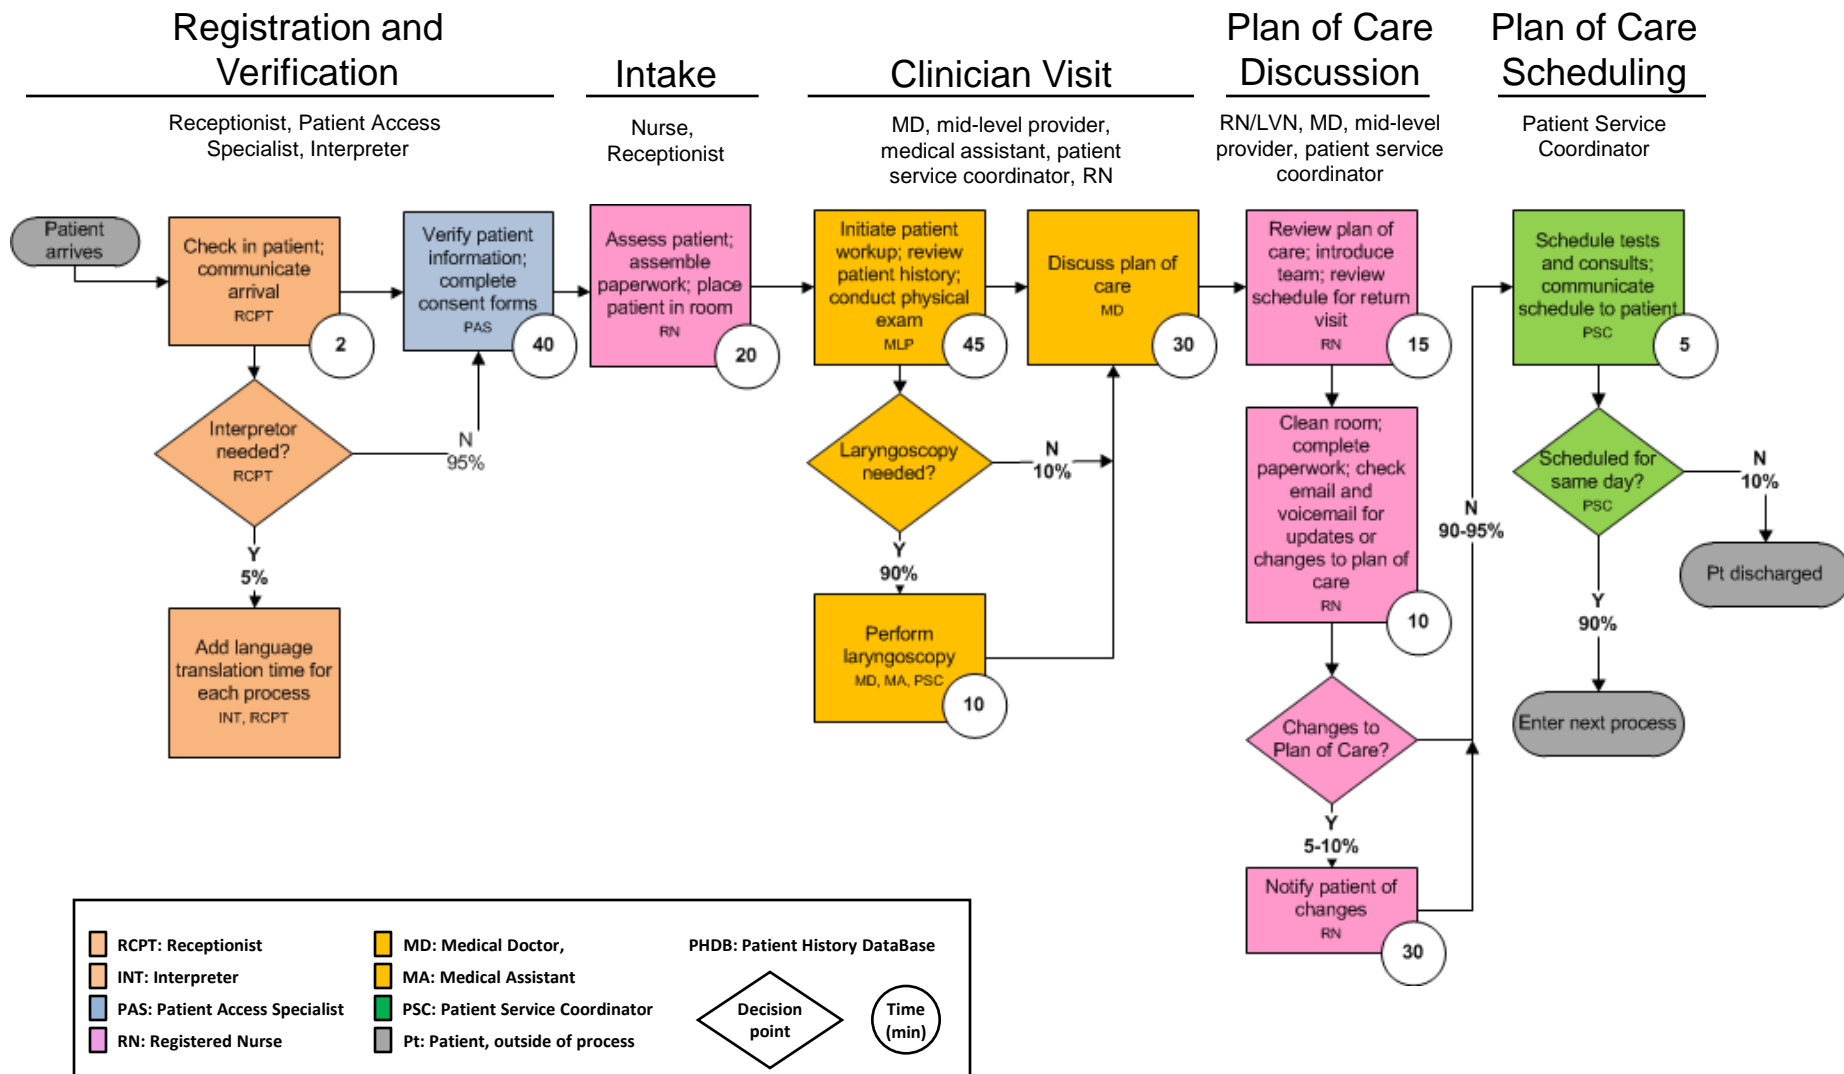 Registration and
Verification
Intake
Clinician Visit
Plan of Care
Discussion
Plan of Care
Scheduling
Receptionist, Patient Access
Specialist, Interpreter
Nurse,
Receptionist
MD, mid-level provider,
medical assistant, patient
service coordinator, RN
RN/LVN, MD, mid-level
provider, patient service
coordinator
Patient Service
Coordinator
Patient
arrives
Check in patient;
communicate
arrival
RCPT
2
Verify patient
information;
complete
consent forms
PAS
40
Assess patient;
assemble
paperwork; place
patient in room
RN
20
Initiate patient
workup; review
patient history;
conduct physical
exam
MLP
45
Discuss plan of
care
MD
30
Review plan of
care; introduce
team; review
schedule for return
visit
RN
15
Schedule tests
and consults;
communicate
schedule to patient
PSC
5
Interpretor
needed?
RCPT
N
95%
Y
5%
Add language
translation time for
each process
INT, RCPT
Laryngoscopy
needed?
N
10%
Y
90%
Perform
laryngoscopy
MD, MA, PSC
10
Clean room;
complete
paperwork; check
email and
voicemail for
updates or
changes to plan of
care
RN
10
Changes to
Plan of Care?
N
90-95%
Y
5-10%
Notify patient of
changes
RN
30
Scheduled for
same day?
PSC
N
10%
Pt discharged
Y
90%
Enter next process
RCPT: Receptionist
INT: Interpreter
PAS: Patient Access Specialist
RN: Registered Nurse
MD: Medical Doctor,
MA: Medical Assistant
PSC: Patient Service Coordinator
Pt: Patient, outside of process
PHDB: Patient History DataBase
Decision
point
Time
(min)